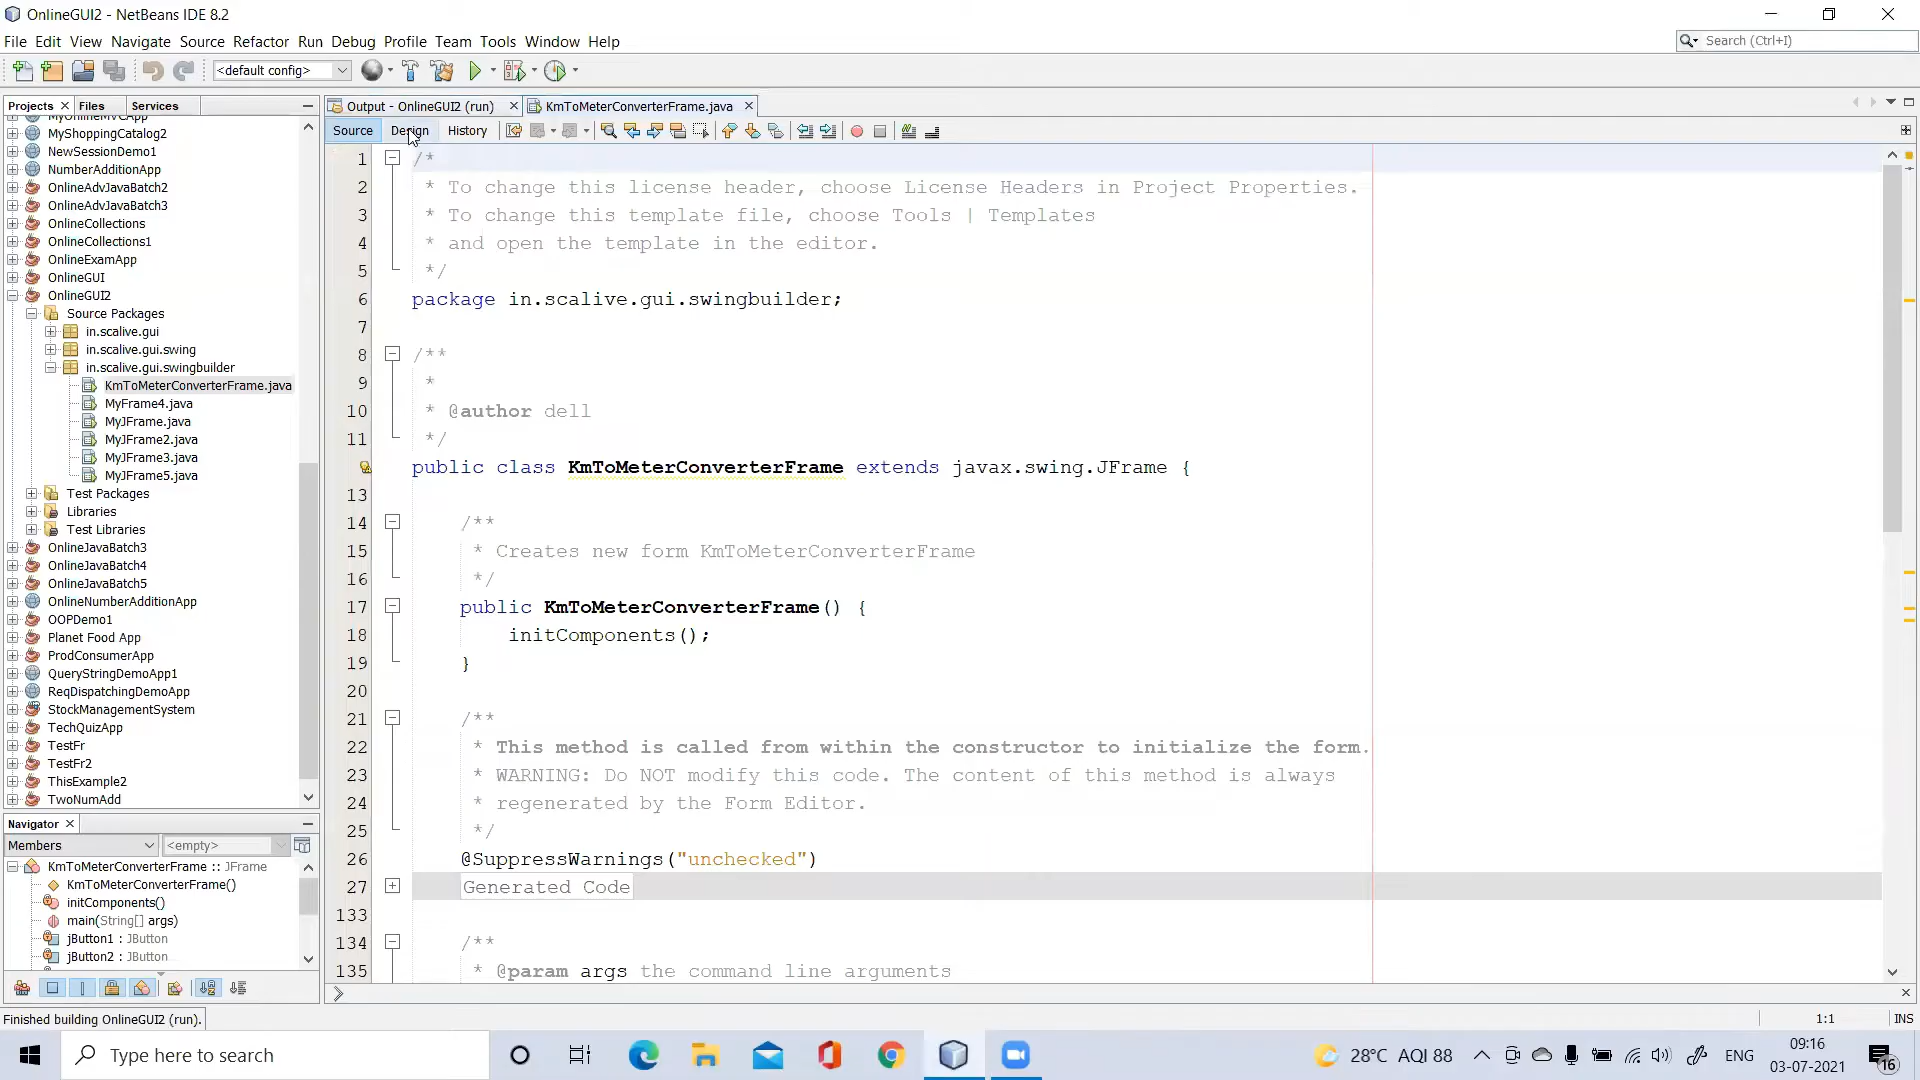 OnlineGUI2 - NetBeans IDE 8.2
File Edit View Navigate Source Refactor Run Debug Profile Team Tools Window Help
Search (Ctrl+I)
<default config>
Projects Files Services
Output - OnlineGUI2 (run) KmToMeterConverterFrame.java
Source Design History
MyShoppingCatalog2
NewSessionDemo1
NumberAdditionApp
OnlineAdvJavaBatch2
OnlineAdvJavaBatch3
OnlineCollections
OnlineCollections1
OnlineExamApp
OnlineGUI
OnlineGUI2
Source Packages
in.scalive.gui
in.scalive.gui.swing
in.scalive.gui.swingbuilder
KmToMeterConverterFrame.java
MyFrame4.java
MyJFrame.java
MyJFrame2.java
MyJFrame3.java
MyJFrame5.java
Test Packages
Libraries
Test Libraries
OnlineJavaBatch3
OnlineJavaBatch4
OnlineJavaBatch5
OnlineNumberAdditionApp
OOPDemo1
Planet Food App
ProdConsumerApp
QueryStringDemoApp1
ReqDispatchingDemoApp
StockManagementSystem
TechQuizApp
TestFr
TestFr2
ThisExample2
TwoNumAdd
Navigator
Members <empty>
KmToMeterConverterFrame :: JFrame
KmToMeterConverterFrame()
initComponents()
main(String[] args)
jButton1 : JButton
jButton2 : JButton
1 /*
2 * To change this license header, choose License Headers in Project Properties.
3 * To change this template file, choose Tools | Templates
4 * and open the template in the editor.
5 */
6 package in.scalive.gui.swingbuilder;
7
8 /**
9 *
10 * @author dell
11 */
public class KmToMeterConverterFrame extends javax.swing.JFrame {
13
14 /**
15 * Creates new form KmToMeterConverterFrame
16 */
17 public KmToMeterConverterFrame() {
18 initComponents();
19 }
20
21 /**
22 * This method is called from within the constructor to initialize the form.
23 * WARNING: Do NOT modify this code. The content of this method is always
24 * regenerated by the Form Editor.
25 */
26 @SuppressWarnings("unchecked")
27 Generated Code
133
134 /**
135 * @param args the command line arguments
Finished building OnlineGUI2 (run).
1:1 INS
Type here to search
28°C AQI 88
ENG
09:16
03-07-2021
16